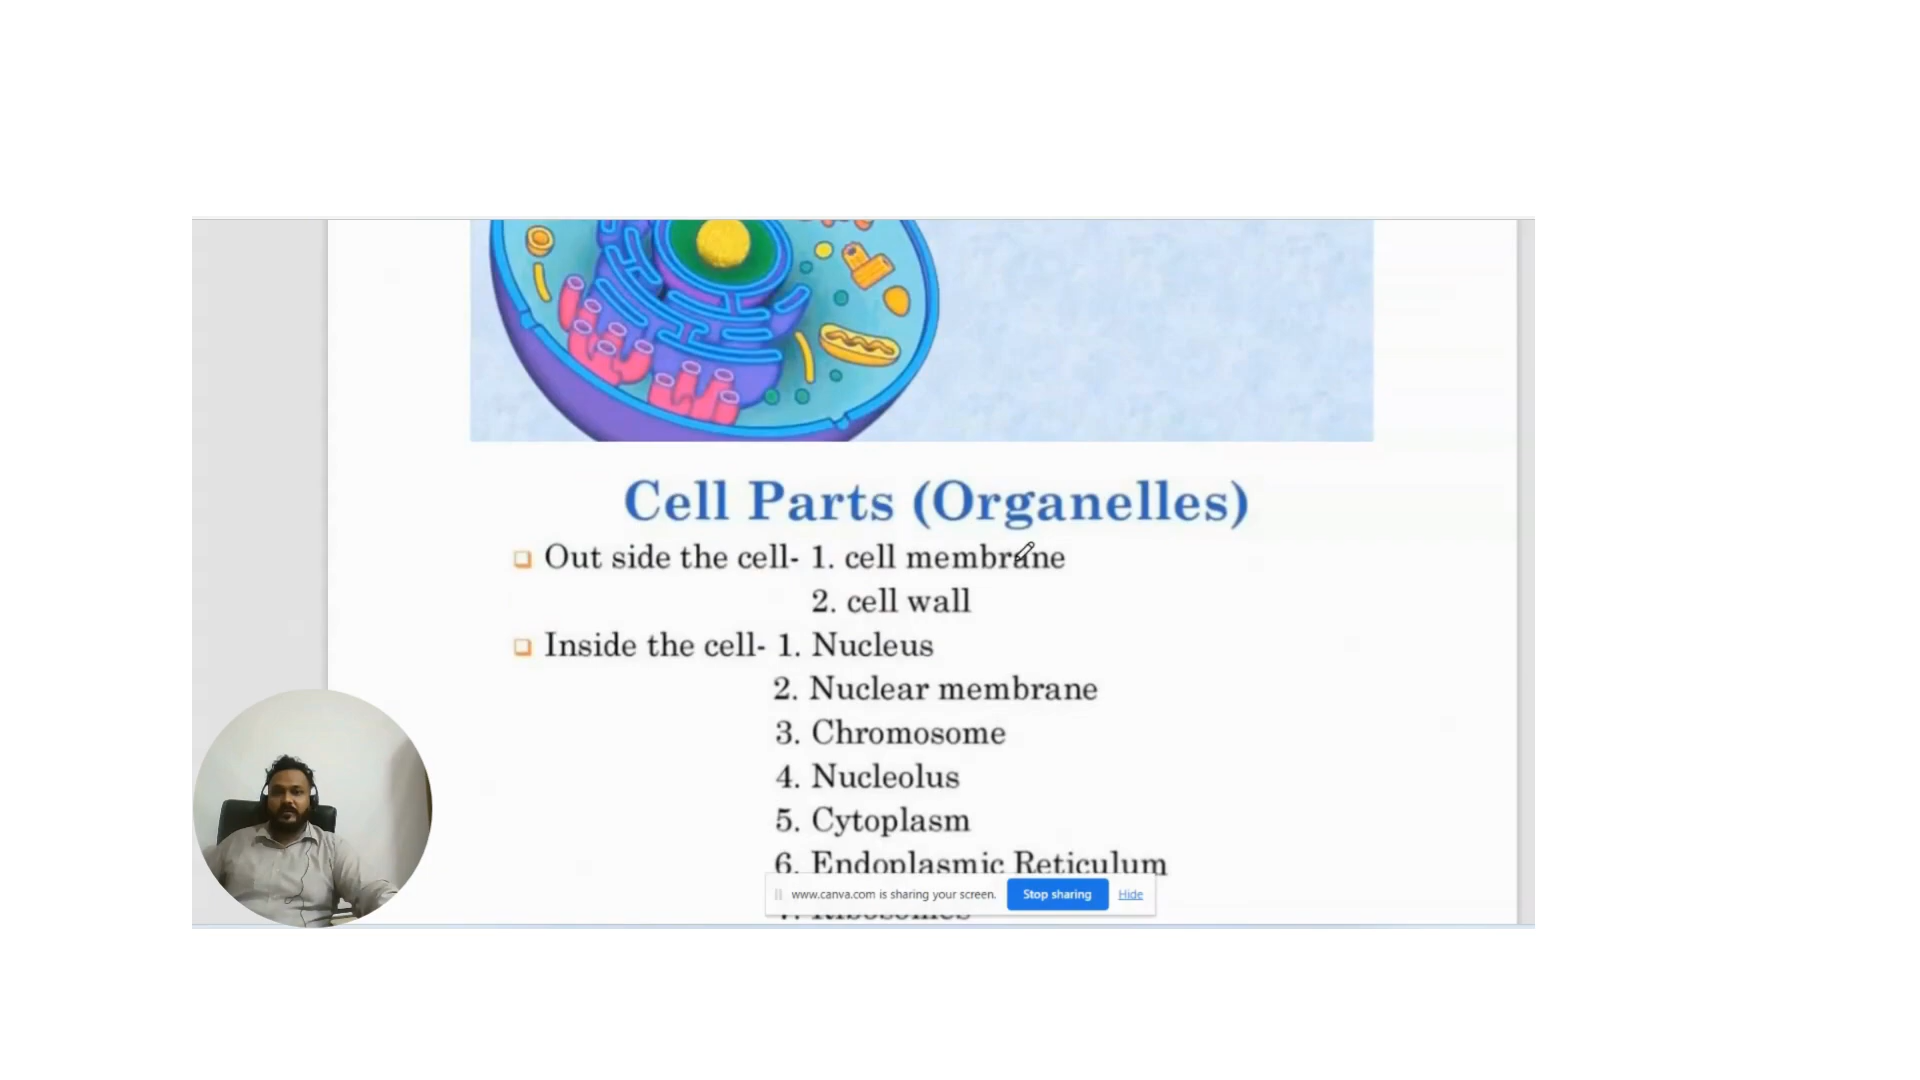 Cell Parts (Organelles)
Out side the cell- 1. cell membrane
2. cell wall
Inside the cell- 1. Nucleus
2. Nuclear membrane
3. Chromosome
4. Nucleolus
5. Cytoplasm
6. Endoplasmic Reticulum
www.canva.com is sharing your screen. Stop sharing Hide
7. Ribosomes